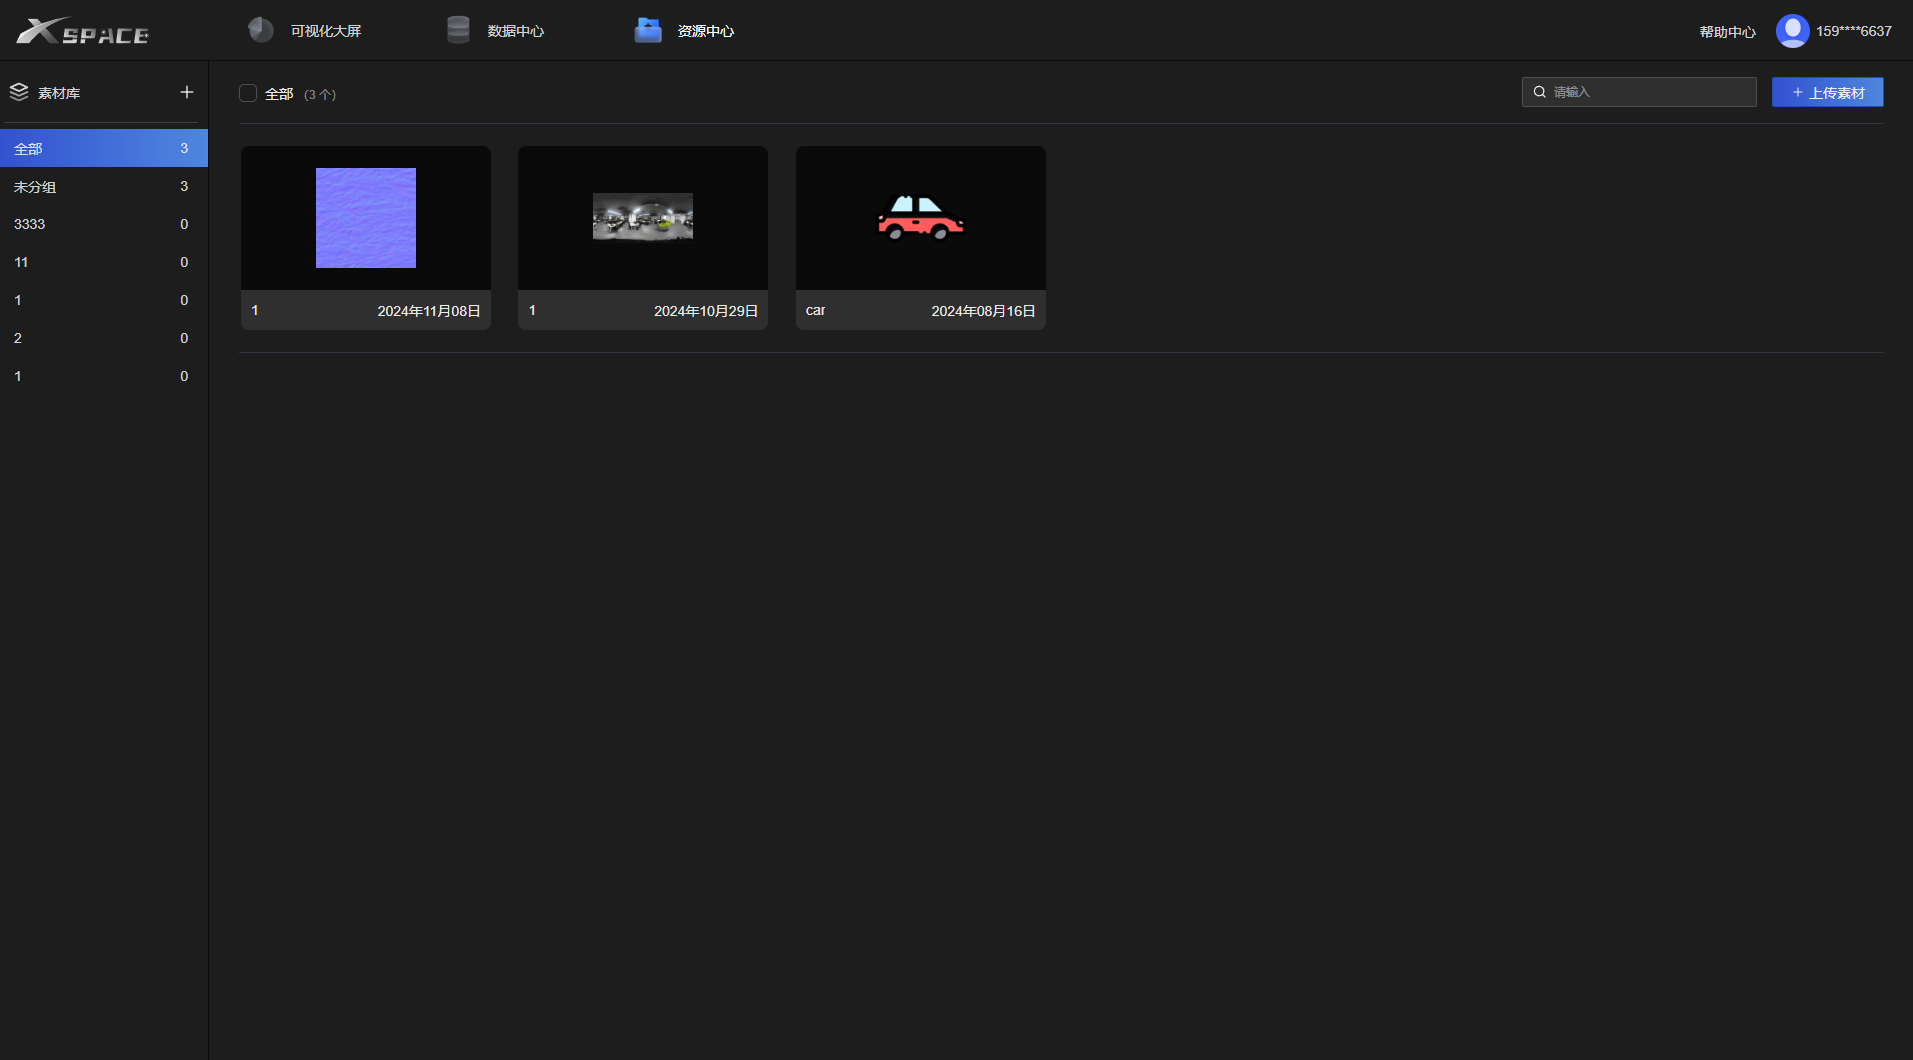 XSPACE
可视化大屏
数据中心
资源中心
帮助中心
159****6637
素材库
全部 3
未分组 3
3333 0
11 0
1 0
2 0
1 0
全部 (3 个)
请输入
上传素材
1 2024年11月08日
1 2024年10月29日
car 2024年08月16日